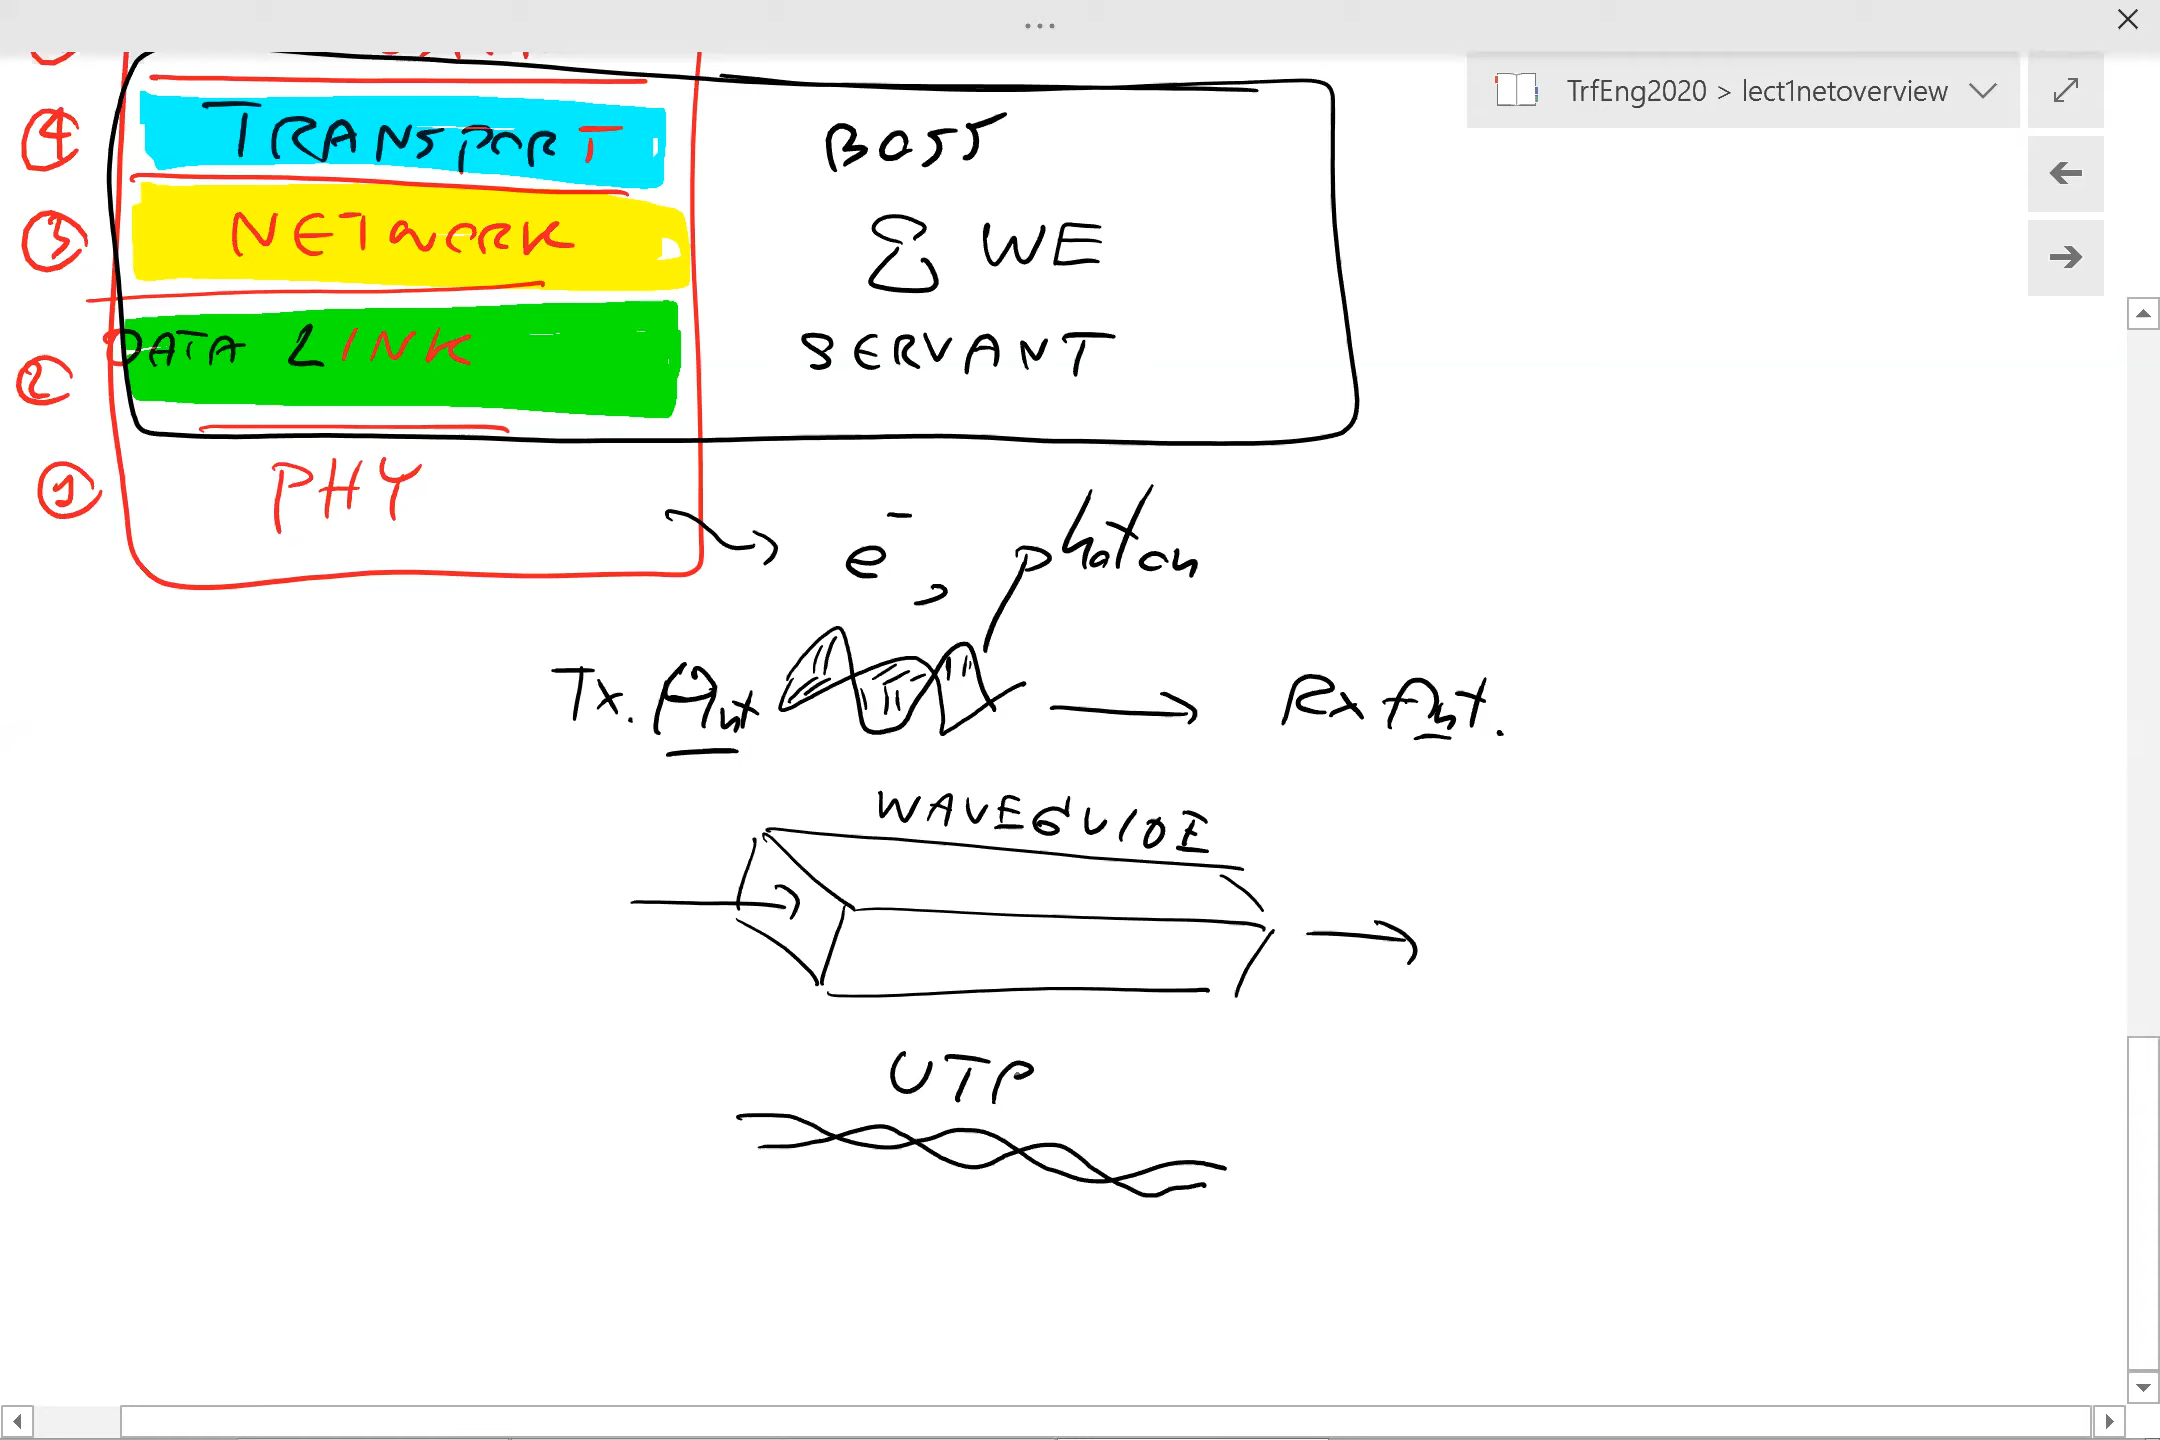 TrfEng2020 > lect1netoverview
4 TRANSPORT BOSS
3 NETWORK WE
2 DATA LINK SERVANT
1 PHY
e⁻, photon
Tx. Ant Rx Ant.
WAVEGUIDE
UTP